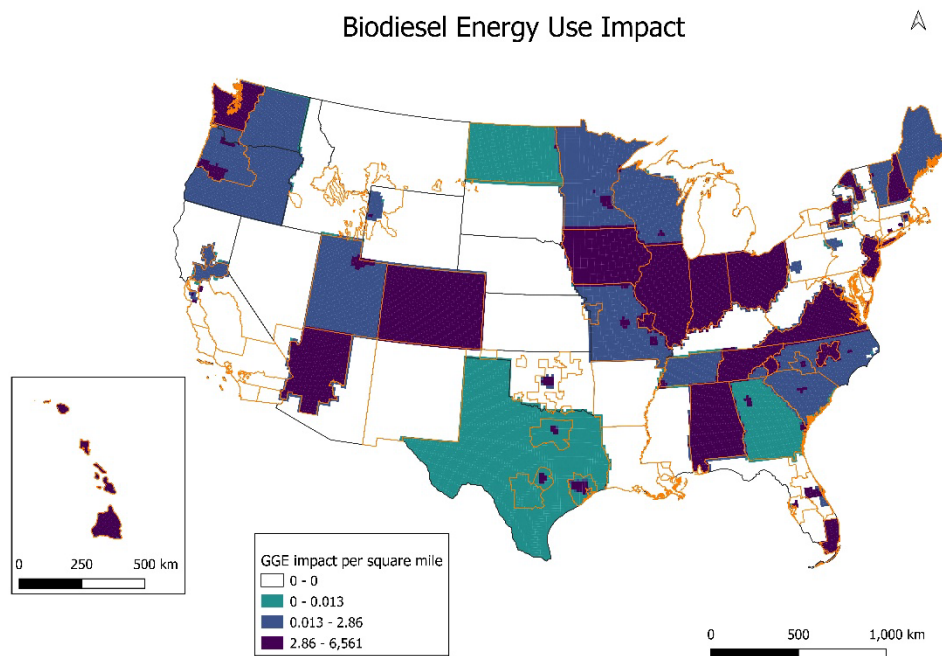 Biodiesel Energy Use Impact
0 250 500 km
GGE impact per square mile
0 - 0
0 - 0.013
0.013 - 2.86
2.86 - 6,561
0 500 1,000 km